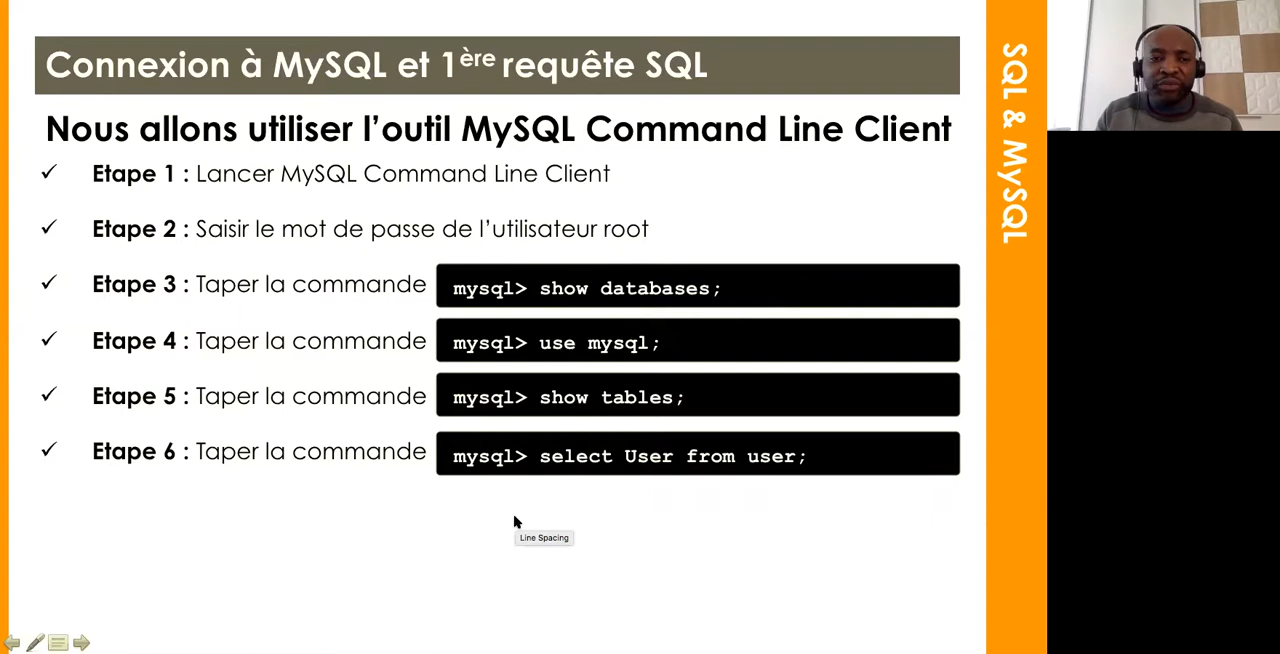 Connexion à MySQL et 1ère requête SQL
Nous allons utiliser l’outil MySQL Command Line Client
✓ Etape 1 : Lancer MySQL Command Line Client
✓ Etape 2 : Saisir le mot de passe de l’utilisateur root
✓ Etape 3 : Taper la commande mysql> show databases;
✓ Etape 4 : Taper la commande mysql> use mysql;
✓ Etape 5 : Taper la commande mysql> show tables;
✓ Etape 6 : Taper la commande mysql> select User from user;
Line Spacing
SQL & MySQL